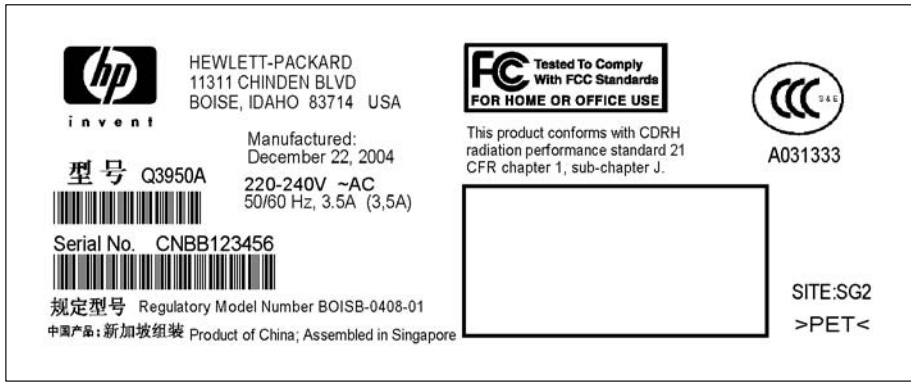 hp
invent
HEWLETT-PACKARD
11311 CHINDEN BLVD
BOISE, IDAHO 83714 USA
Manufactured:
December 22, 2004
型号 Q3950A
220-240V ~AC
50/60 Hz, 3.5A (3,5A)
Serial No. CNBB123456
规定型号 Regulatory Model Number BOISB-0408-01
中国产品:新加坡组装 Product of China; Assembled in Singapore
FC Tested To Comply
With FCC Standards
FOR HOME OR OFFICE USE
This product conforms with CDRH
radiation performance standard 21
CFR chapter 1, sub-chapter J.
CCC S&E
A031333
SITE:SG2
>PET<